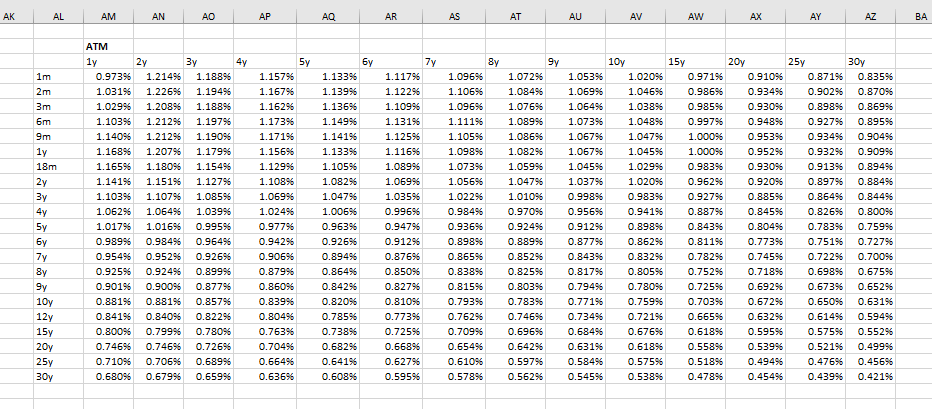 AK AL AM AN AO AP AQ AR AS AT AU AV AW AX AY AZ BA
ATM
1y 2y 3y 4y 5y 6y 7y 8y 9y 10y 15y 20y 25y 30y
1m 0.973% 1.214% 1.188% 1.157% 1.133% 1.117% 1.096% 1.072% 1.053% 1.020% 0.971% 0.910% 0.871% 0.835%
2m 1.031% 1.226% 1.194% 1.167% 1.139% 1.122% 1.106% 1.084% 1.069% 1.046% 0.986% 0.934% 0.902% 0.870%
3m 1.029% 1.208% 1.188% 1.162% 1.136% 1.109% 1.096% 1.076% 1.064% 1.038% 0.985% 0.930% 0.898% 0.869%
6m 1.103% 1.212% 1.197% 1.173% 1.149% 1.131% 1.111% 1.089% 1.073% 1.048% 0.997% 0.948% 0.927% 0.895%
9m 1.140% 1.212% 1.190% 1.171% 1.141% 1.125% 1.105% 1.086% 1.067% 1.047% 1.000% 0.953% 0.934% 0.904%
1y 1.168% 1.207% 1.179% 1.156% 1.133% 1.116% 1.098% 1.082% 1.067% 1.045% 1.000% 0.952% 0.932% 0.909%
18m 1.165% 1.180% 1.154% 1.129% 1.105% 1.089% 1.073% 1.059% 1.045% 1.029% 0.983% 0.930% 0.913% 0.894%
2y 1.141% 1.151% 1.127% 1.108% 1.082% 1.069% 1.056% 1.047% 1.037% 1.020% 0.962% 0.920% 0.897% 0.884%
3y 1.103% 1.107% 1.085% 1.069% 1.047% 1.035% 1.022% 1.010% 0.998% 0.983% 0.927% 0.885% 0.864% 0.844%
4y 1.062% 1.064% 1.039% 1.024% 1.006% 0.996% 0.984% 0.970% 0.956% 0.941% 0.887% 0.845% 0.826% 0.800%
5y 1.017% 1.016% 0.995% 0.977% 0.963% 0.947% 0.936% 0.924% 0.912% 0.898% 0.843% 0.804% 0.783% 0.759%
6y 0.989% 0.984% 0.964% 0.942% 0.926% 0.912% 0.898% 0.889% 0.877% 0.862% 0.811% 0.773% 0.751% 0.727%
7y 0.954% 0.952% 0.926% 0.906% 0.894% 0.876% 0.865% 0.852% 0.843% 0.832% 0.782% 0.745% 0.722% 0.700%
8y 0.925% 0.924% 0.899% 0.879% 0.864% 0.850% 0.838% 0.825% 0.817% 0.805% 0.752% 0.718% 0.698% 0.675%
9y 0.901% 0.900% 0.877% 0.860% 0.842% 0.827% 0.815% 0.803% 0.794% 0.780% 0.725% 0.692% 0.673% 0.652%
10y 0.881% 0.881% 0.857% 0.839% 0.820% 0.810% 0.793% 0.783% 0.771% 0.759% 0.703% 0.672% 0.650% 0.631%
12y 0.841% 0.840% 0.822% 0.804% 0.785% 0.773% 0.762% 0.746% 0.734% 0.721% 0.665% 0.632% 0.614% 0.594%
15y 0.800% 0.799% 0.780% 0.763% 0.738% 0.725% 0.709% 0.696% 0.684% 0.676% 0.618% 0.595% 0.575% 0.552%
20y 0.746% 0.746% 0.726% 0.704% 0.682% 0.668% 0.654% 0.642% 0.631% 0.618% 0.558% 0.539% 0.521% 0.499%
25y 0.710% 0.706% 0.689% 0.664% 0.641% 0.627% 0.610% 0.597% 0.584% 0.575% 0.518% 0.494% 0.476% 0.456%
30y 0.680% 0.679% 0.659% 0.636% 0.608% 0.595% 0.578% 0.562% 0.545% 0.538% 0.478% 0.454% 0.439% 0.421%